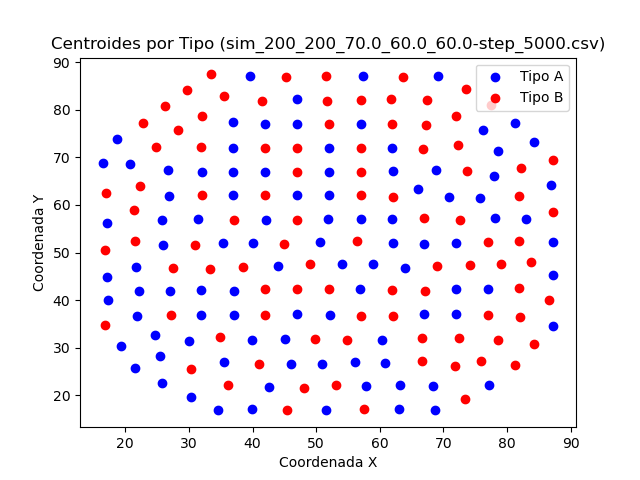 Centroides por Tipo (sim_200_200_70.0_60.0_60.0-step_5000.csv)
Tipo A
Tipo B
90
80
70
60
50
40
30
20
Coordenada Y
20 30 40 50 60 70 80 90
Coordenada X